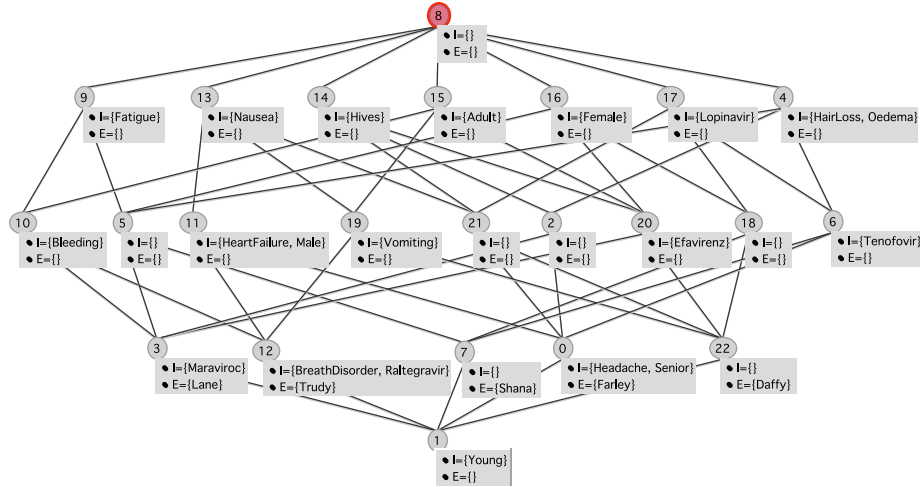 8
I={}
E={}
9
13
14
15
16
17
4
I={Fatigue}
E={}
I={Nausea}
E={}
I={Hives}
E={}
I={Adult}
E={}
I={Female}
E={}
I={Lopinavir}
E={}
I={HairLoss, Oedema}
E={}
10
5
11
19
21
2
20
18
6
I={Bleeding}
E={}
I={}
E={}
I={HeartFailure, Male}
E={}
I={Vomiting}
E={}
I={}
E={}
I={}
E={}
I={Efavirenz}
E={}
I={}
E={}
I={Tenofovir}
E={}
3
12
7
0
22
I={Maraviroc}
E={Lane}
I={BreathDisorder, Raltegravir}
E={Trudy}
I={}
E={Shana}
I={Headache, Senior}
E={Farley}
I={}
E={Daffy}
1
I={Young}
E={}